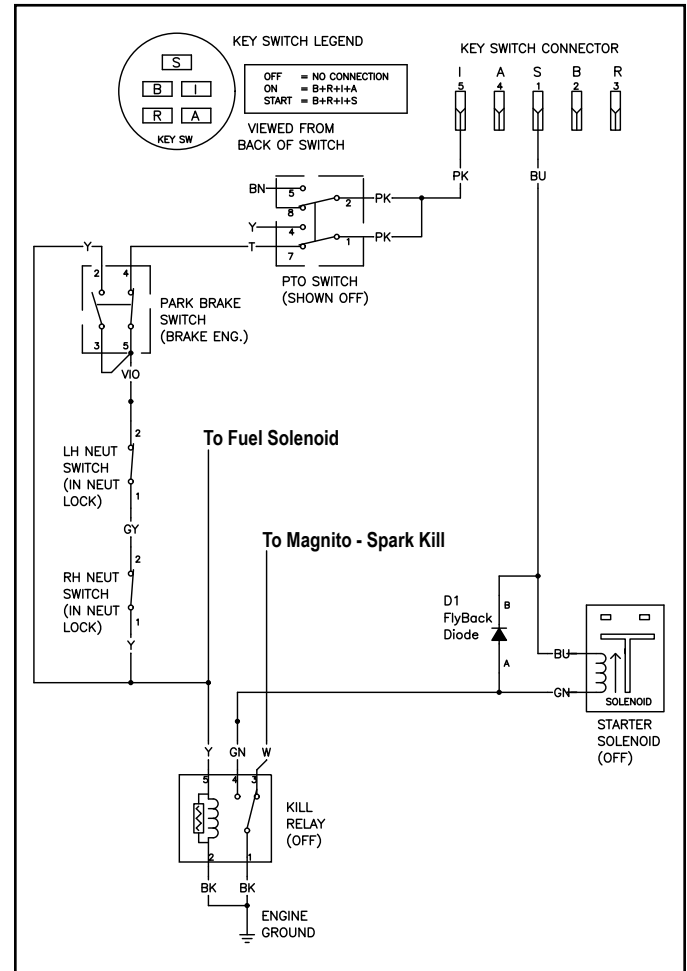 KEY SWITCH LEGEND
S
B I
R A
KEY SW
OFF = NO CONNECTION
ON = B+R+I+A
START = B+R+I+S
VIEWED FROM
BACK OF SWITCH
KEY SWITCH CONNECTOR
I A S B R
5 4 1 2 3
PK BU
BN 5
8 2 PK
Y 4
T 7 1 PK
PTO SWITCH
(SHOWN OFF)
Y
2 4
3 5
PARK BRAKE
SWITCH
(BRAKE ENG.)
VIO
2
LH NEUT
SWITCH
(IN NEUT
LOCK)
1
GY
2
RH NEUT
SWITCH
(IN NEUT
LOCK)
1
Y
To Fuel Solenoid
To Magnito - Spark Kill
D1
FlyBack
Diode
B
A
BU
GN
SOLENOID
STARTER
SOLENOID
(OFF)
Y GN W
5 4 3
KILL
RELAY
(OFF)
2 1
BK BK
ENGINE
GROUND